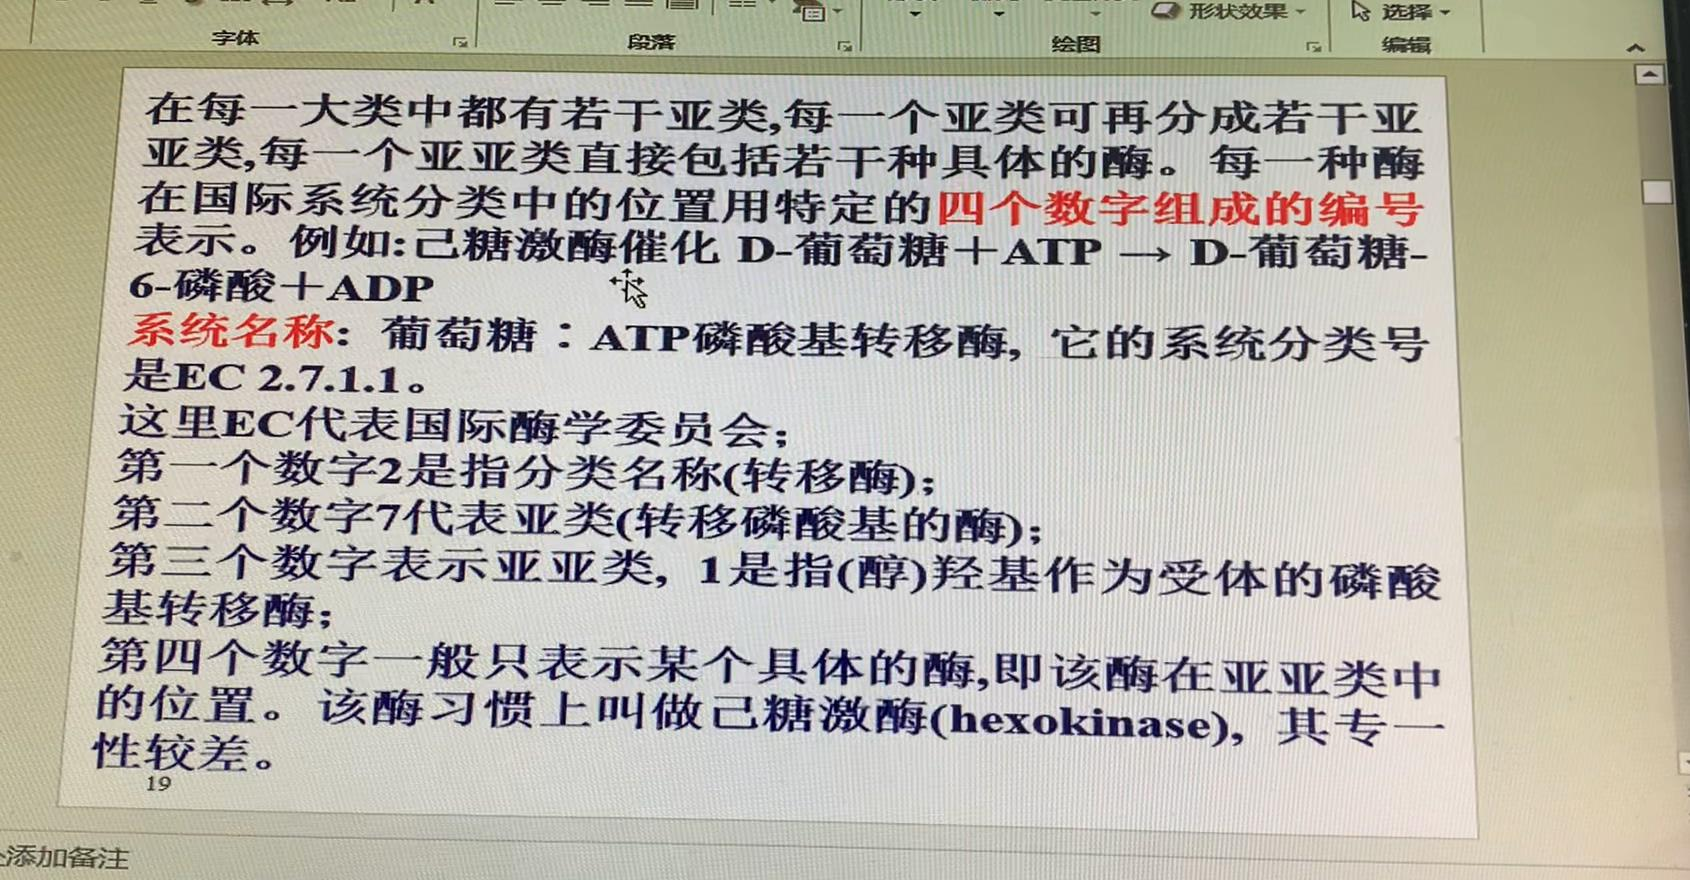 字体
段落
形状效果
绘图
选择
编辑
在每一大类中都有若干亚类,每一个亚类可再分成若干亚
亚类,每一个亚亚类直接包括若干种具体的酶。每一种酶
在国际系统分类中的位置用特定的四个数字组成的编号
表示。例如:己糖激酶催化 D-葡萄糖＋ATP → D-葡萄糖-
6-磷酸＋ADP
系统名称：葡萄糖∶ATP磷酸基转移酶, 它的系统分类号
是EC 2.7.1.1。
这里EC代表国际酶学委员会；
第一个数字2是指分类名称(转移酶)；
第二个数字7代表亚类(转移磷酸基的酶)；
第三个数字表示亚亚类, 1是指(醇)羟基作为受体的磷酸
基转移酶；
第四个数字一般只表示某个具体的酶,即该酶在亚亚类中
的位置。该酶习惯上叫做己糖激酶(hexokinase), 其专一
性较差。
19
添加备注